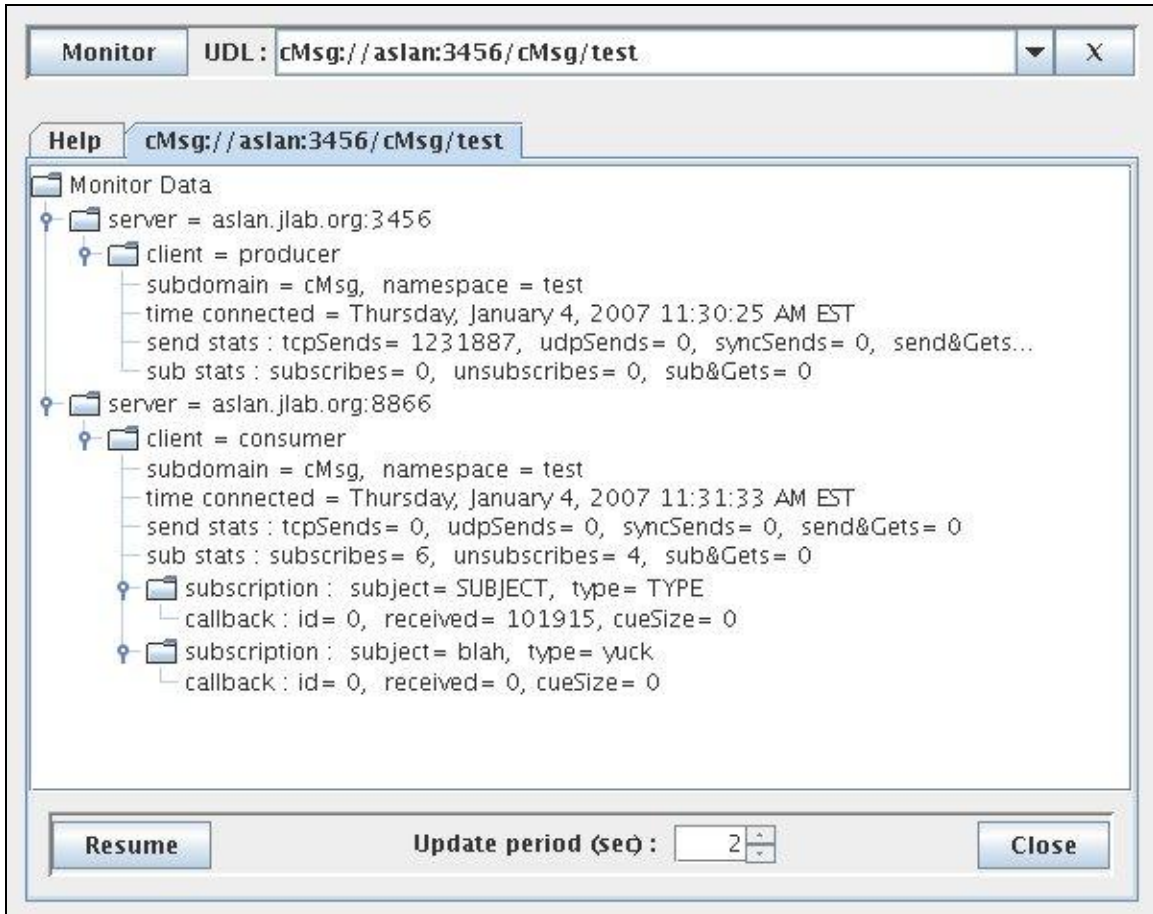 Monitor UDL : cMsg://aslan:3456/cMsg/test X
Help cMsg://aslan:3456/cMsg/test
Monitor Data
server = aslan.jlab.org:3456
client = producer
subdomain = cMsg, namespace = test
time connected = Thursday, January 4, 2007 11:30:25 AM EST
send stats : tcpSends= 1231887, udpSends= 0, syncSends= 0, send&Gets...
sub stats : subscribes= 0, unsubscribes= 0, sub&Gets= 0
server = aslan.jlab.org:8866
client = consumer
subdomain = cMsg, namespace = test
time connected = Thursday, January 4, 2007 11:31:33 AM EST
send stats : tcpSends= 0, udpSends= 0, syncSends= 0, send&Gets= 0
sub stats : subscribes= 6, unsubscribes= 4, sub&Gets= 0
subscription : subject= SUBJECT, type= TYPE
callback : id= 0, received= 101915, cueSize= 0
subscription : subject= blah, type= yuck
callback : id= 0, received= 0, cueSize= 0
Resume Update period (sec) : 2 Close